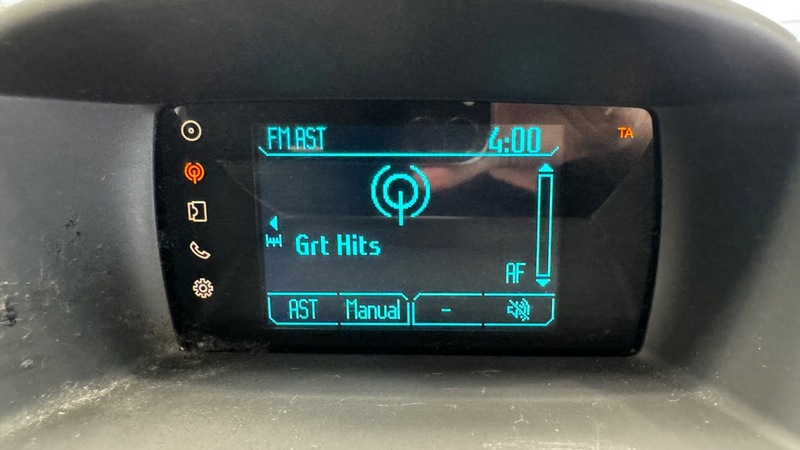 FM AST 4:00 TA
Grt Hits
AF
AST Manual -